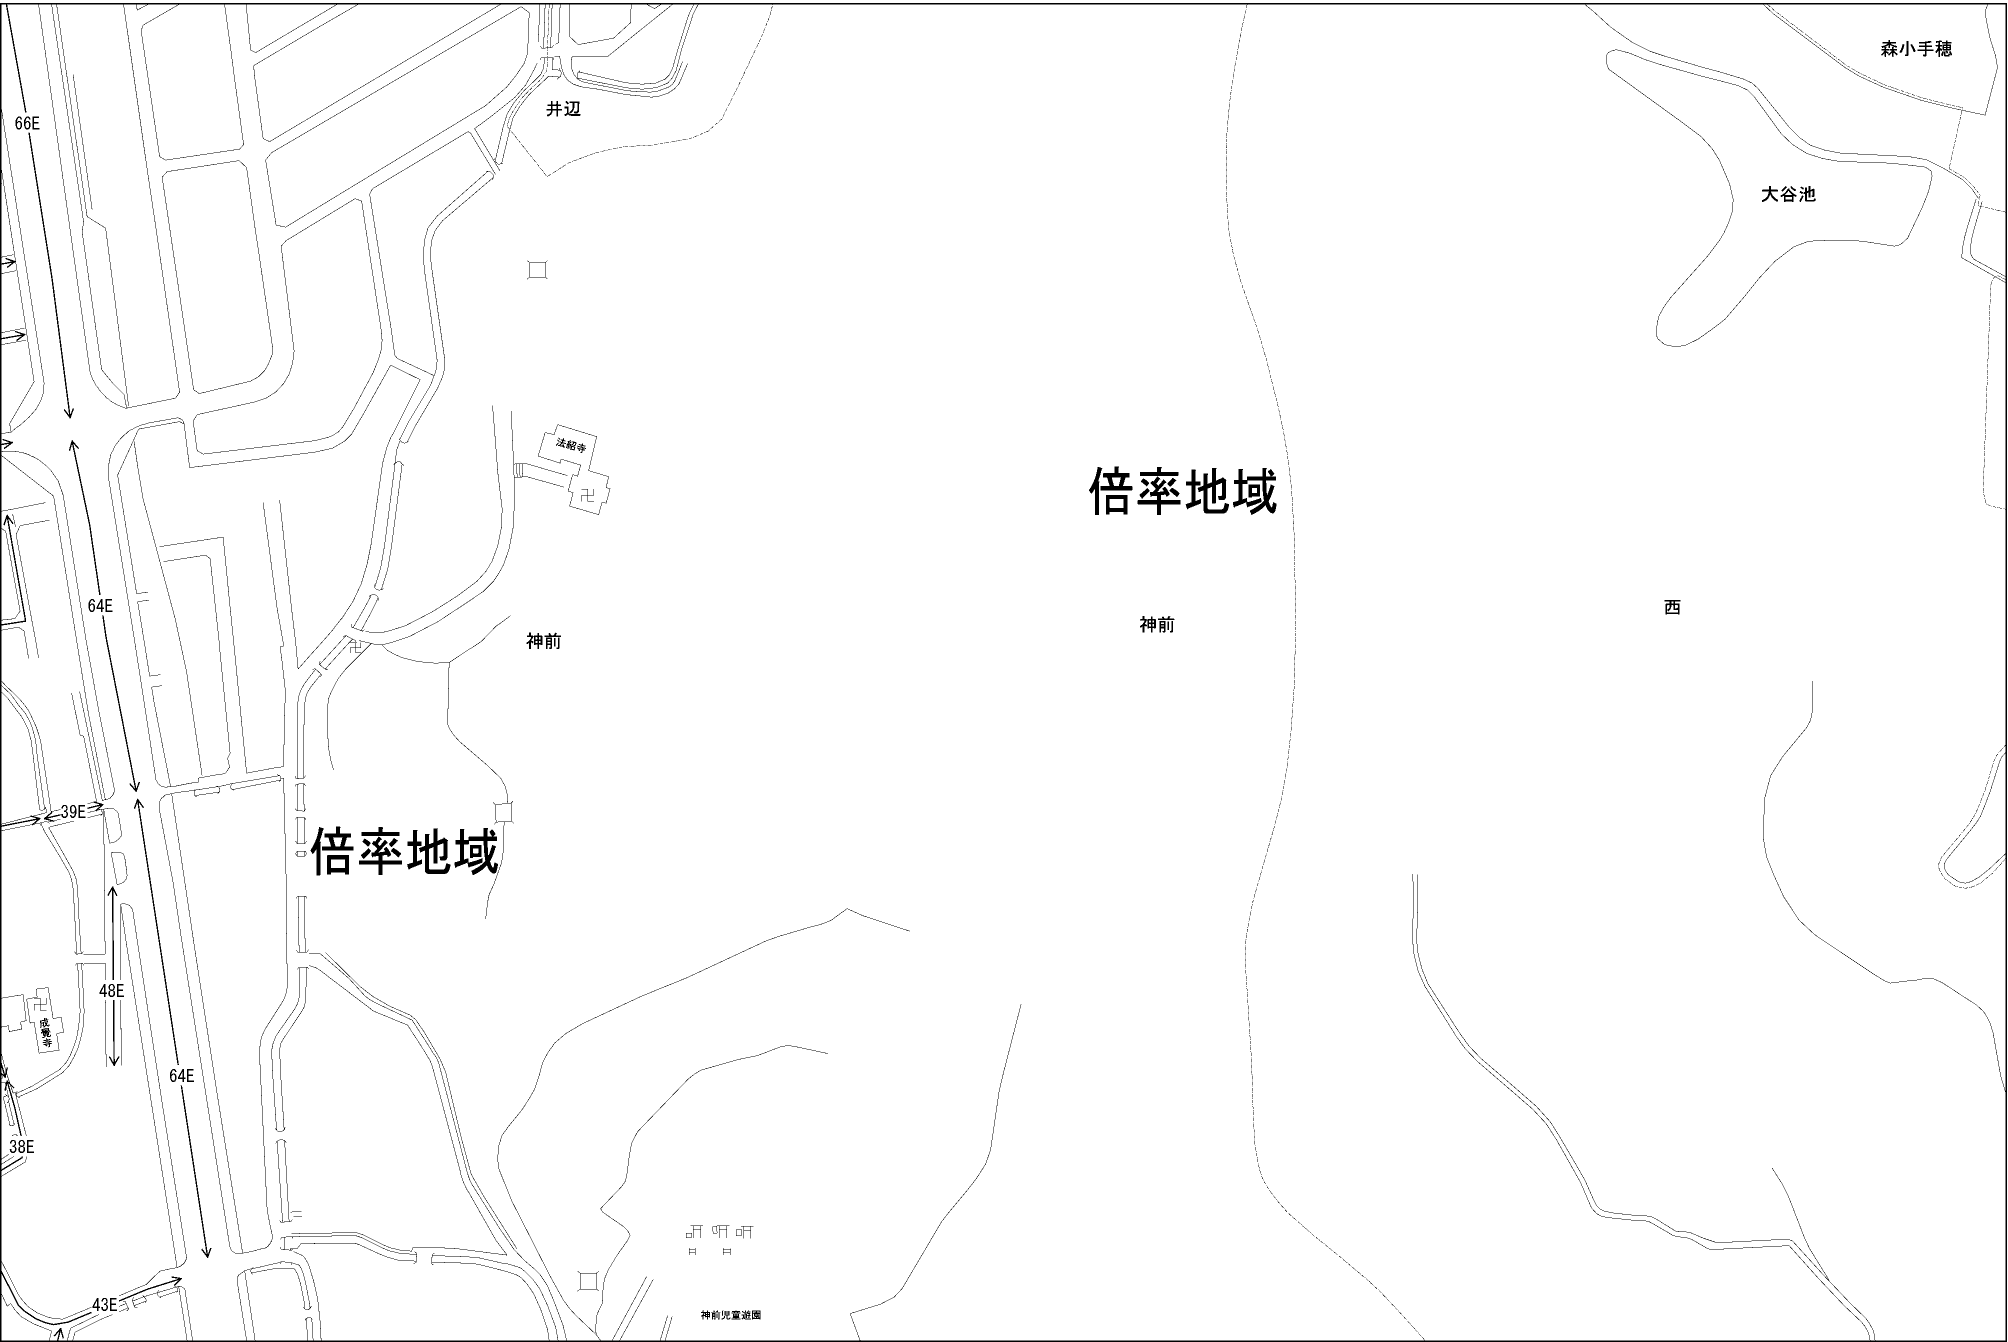 森小手穂
井辺
66E
大谷池
法紹寺
倍率地域
64E
西
神前
神前
39E
倍率地域
48E
成覺寺
64E
38E
43E
神前児童遊園